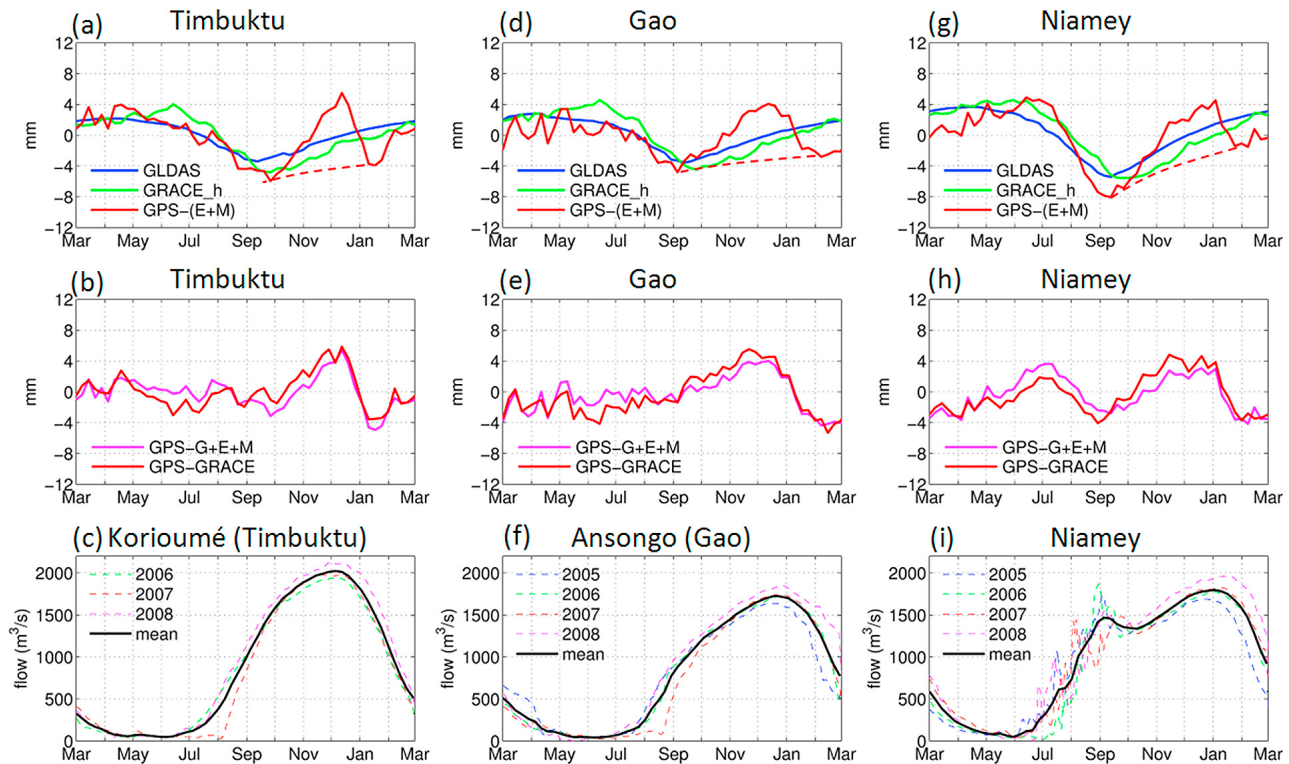 (a) Timbuktu
12
8
4
0
−4
−8
−12
mm
GLDAS
GRACE_h
GPS−(E+M)
Mar May Jul Sep Nov Jan Mar
(d) Gao
12
8
4
0
−4
−8
−12
mm
GLDAS
GRACE_h
GPS−(E+M)
Mar May Jul Sep Nov Jan Mar
(g) Niamey
12
8
4
0
−4
−8
−12
mm
GLDAS
GRACE_h
GPS−(E+M)
Mar May Jul Sep Nov Jan Mar
(b) Timbuktu
12
8
4
0
−4
−8
−12
mm
GPS−G+E+M
GPS−GRACE
Mar May Jul Sep Nov Jan Mar
(e) Gao
12
8
4
0
−4
−8
−12
mm
GPS−G+E+M
GPS−GRACE
Mar May Jul Sep Nov Jan Mar
(h) Niamey
12
8
4
0
−4
−8
−12
mm
GPS−G+E+M
GPS−GRACE
Mar May Jul Sep Nov Jan Mar
(c) Korioumé (Timbuktu)
2000
1500
1000
500
0
flow (m³/s)
2006
2007
2008
mean
Mar May Jul Sep Nov Jan Mar
(f) Ansongo (Gao)
2000
1500
1000
500
0
flow (m³/s)
2005
2006
2007
2008
mean
Mar May Jul Sep Nov Jan Mar
(i) Niamey
2000
1500
1000
500
0
flow (m³/s)
2005
2006
2007
2008
mean
Mar May Jul Sep Nov Jan Mar